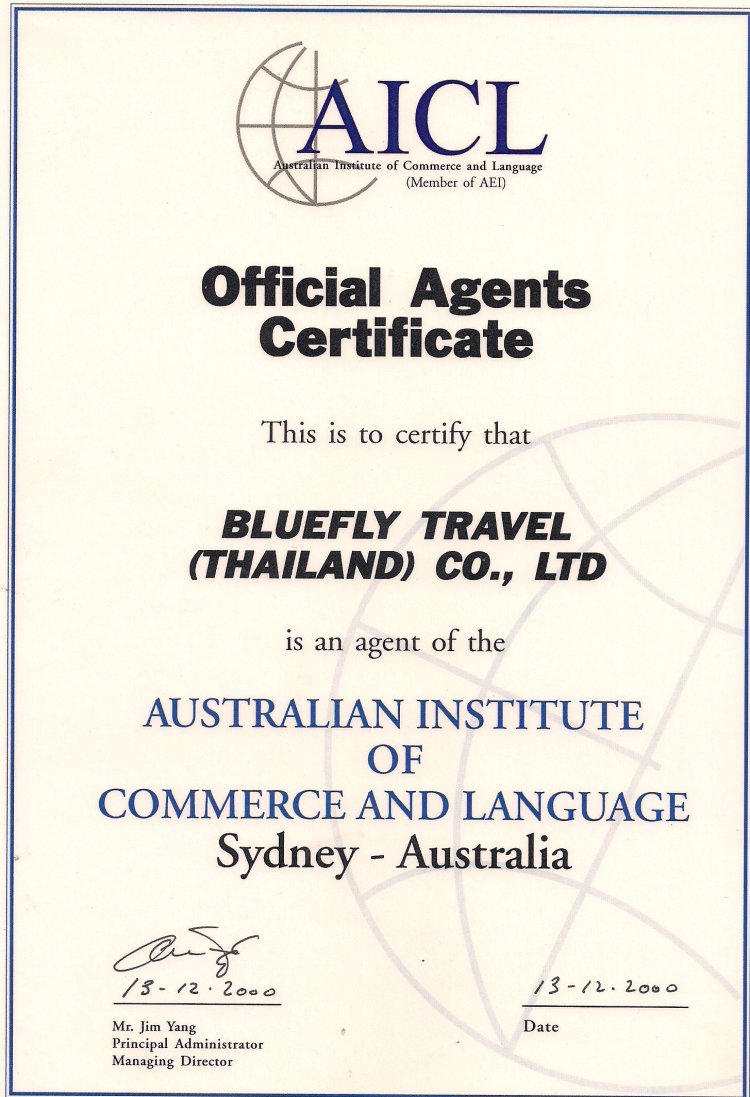 AICL
Australian Institute of Commerce and Language
(Member of AEI)
Official Agents
Certificate
This is to certify that
BLUEFLY TRAVEL
(THAILAND) CO., LTD
is an agent of the
AUSTRALIAN INSTITUTE
OF
COMMERCE AND LANGUAGE
Sydney - Australia
13-12.2000
13-12.2000
Mr. Jim Yang
Date
Principal Administrator
Managing Director